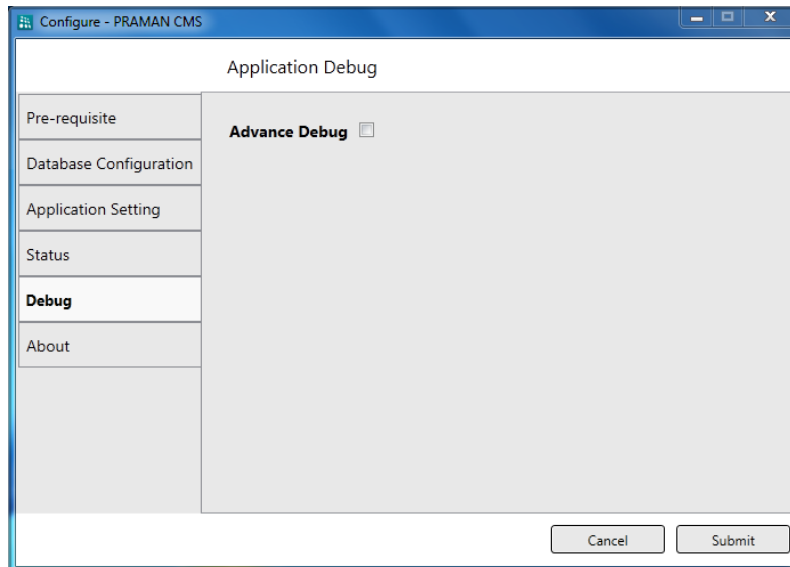 Configure - PRAMAN CMS
Application Debug
Pre-requisite
Database Configuration
Application Setting
Status
Debug
About
Advance Debug
Cancel
Submit